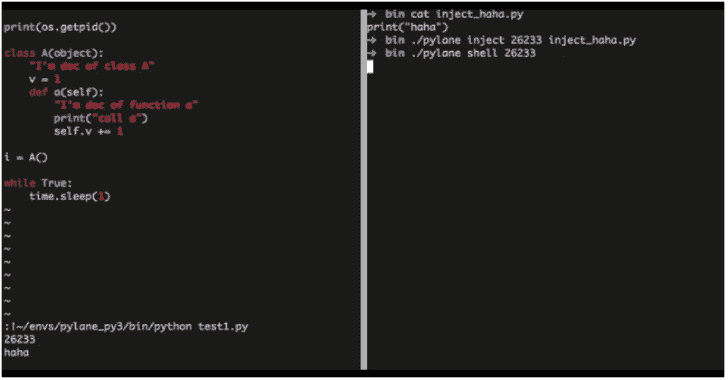 print(os.getpid())
class A(object):
"I'm doc of class A"
v = 1
def a(self):
"I'm doc of function a"
print("call a")
self.v += 1
i = A()
while True:
time.sleep(1)
~
~
~
~
~
~
~
~
~
:!~/envs/pylane_py3/bin/python test1.py
26233
haha
➜ bin cat inject_haha.py
print("haha")
➜ bin ./pylane inject 26233 inject_haha.py
➜ bin ./pylane shell 26233